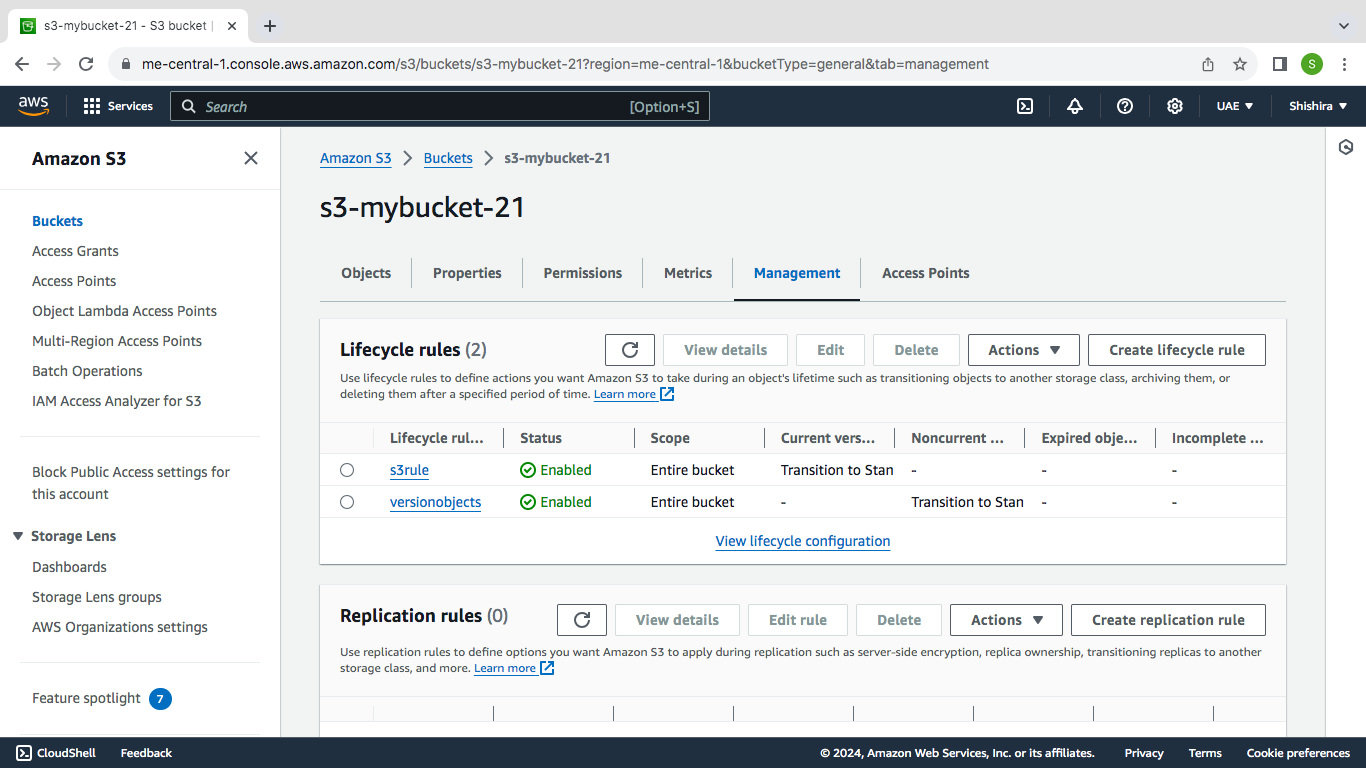 s3-mybucket-21 - S3 bucket |
me-central-1.console.aws.amazon.com/s3/buckets/s3-mybucket-21?region=me-central-1&bucketType=general&tab=management
S
aws
Services
Search
[Option+S]
UAE
Shishira
Amazon S3
Buckets
Access Grants
Access Points
Object Lambda Access Points
Multi-Region Access Points
Batch Operations
IAM Access Analyzer for S3
Block Public Access settings for
this account
Storage Lens
Dashboards
Storage Lens groups
AWS Organizations settings
Feature spotlight 7
Amazon S3 > Buckets > s3-mybucket-21
s3-mybucket-21
Objects Properties Permissions Metrics Management Access Points
Lifecycle rules (2)
View details Edit Delete Actions Create lifecycle rule
Use lifecycle rules to define actions you want Amazon S3 to take during an object's lifetime such as transitioning objects to another storage class, archiving them, or
deleting them after a specified period of time. Learn more
Lifecycle rul... Status Scope Current vers... Noncurrent ... Expired obje... Incomplete ...
s3rule Enabled Entire bucket Transition to Stan - - -
versionobjects Enabled Entire bucket - Transition to Stan - -
View lifecycle configuration
Replication rules (0)
View details Edit rule Delete Actions Create replication rule
Use replication rules to define options you want Amazon S3 to apply during replication such as server-side encryption, replica ownership, transitioning replicas to another
storage class, and more. Learn more
CloudShell Feedback © 2024, Amazon Web Services, Inc. or its affiliates. Privacy Terms Cookie preferences